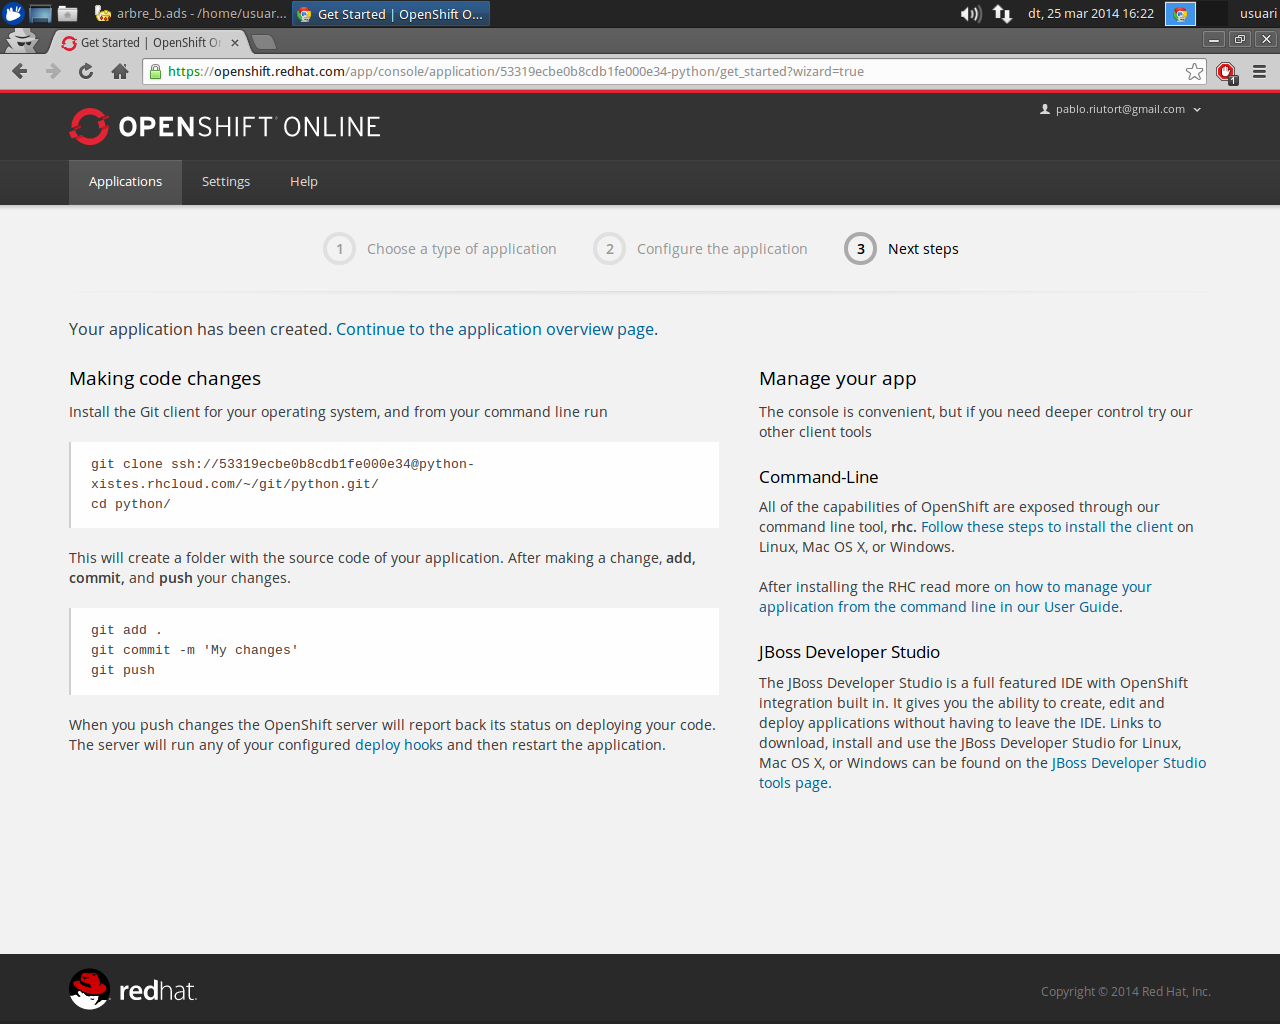 arbre_b.ads - /home/usuar...
Get Started | OpenShift O...
dt, 25 mar 2014 16:22
usuari
Get Started | OpenShift O
https://openshift.redhat.com/app/console/application/53319ecbe0b8cdb1fe000e34-python/get_started?wizard=true
1
OPENSHIFT ONLINE
pablo.riutort@gmail.com
Applications
Settings
Help
1 Choose a type of application
2 Configure the application
3 Next steps
Your application has been created. Continue to the application overview page.
Making code changes
Install the Git client for your operating system, and from your command line run
git clone ssh://53319ecbe0b8cdb1fe000e34@python-
xistes.rhcloud.com/~/git/python.git/
cd python/
This will create a folder with the source code of your application. After making a change, add,
commit, and push your changes.
git add .
git commit -m 'My changes'
git push
When you push changes the OpenShift server will report back its status on deploying your code.
The server will run any of your configured deploy hooks and then restart the application.
Manage your app
The console is convenient, but if you need deeper control try our
other client tools
Command-Line
All of the capabilities of OpenShift are exposed through our
command line tool, rhc. Follow these steps to install the client on
Linux, Mac OS X, or Windows.
After installing the RHC read more on how to manage your
application from the command line in our User Guide.
JBoss Developer Studio
The JBoss Developer Studio is a full featured IDE with OpenShift
integration built in. It gives you the ability to create, edit and
deploy applications without having to leave the IDE. Links to
download, install and use the JBoss Developer Studio for Linux,
Mac OS X, or Windows can be found on the JBoss Developer Studio
tools page.
redhat.
Copyright © 2014 Red Hat, Inc.